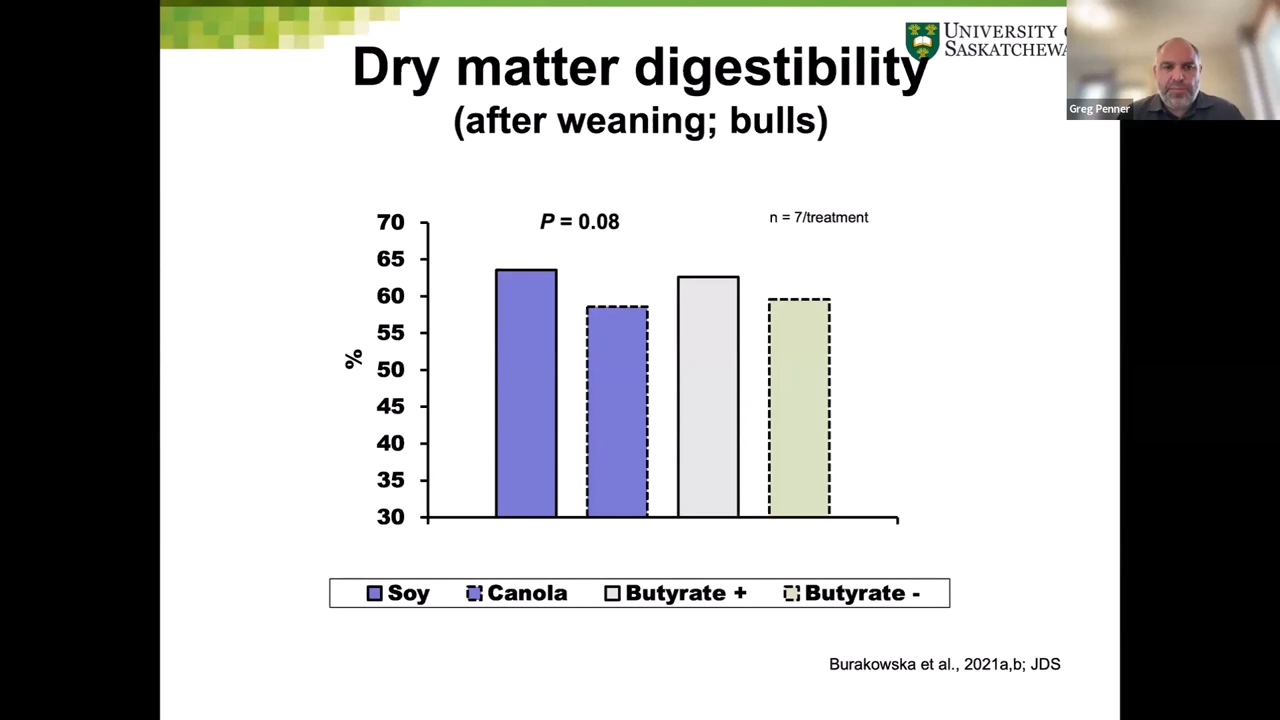 UNIVERSITY
SASKATCHEWA
Dry matter digestibility
(after weaning; bulls)
Greg Penner
P = 0.08
n = 7/treatment
70
65
60
55
50
45
40
35
30
%
Soy Canola Butyrate + Butyrate -
Burakowska et al., 2021a,b; JDS